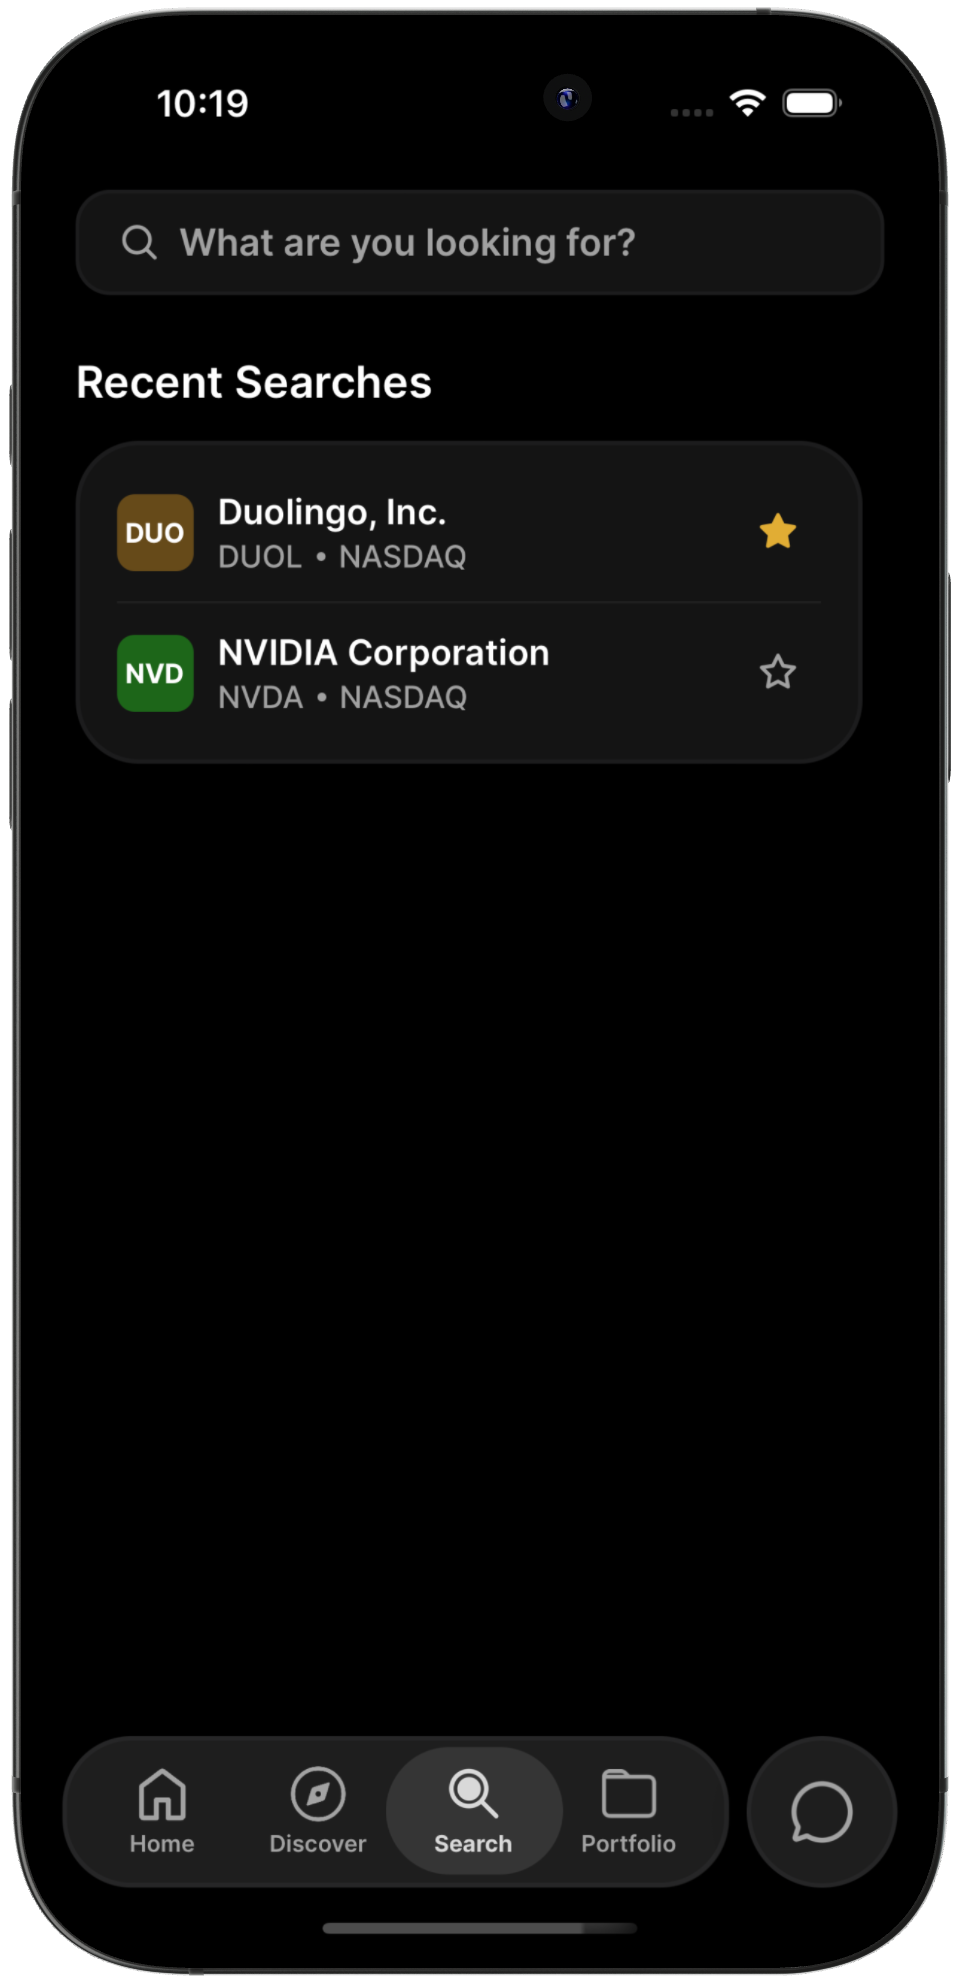 10:19
What are you looking for?
Recent Searches
DUO
Duolingo, Inc.
DUOL • NASDAQ
NVD
NVIDIA Corporation
NVDA • NASDAQ
Home
Discover
Search
Portfolio